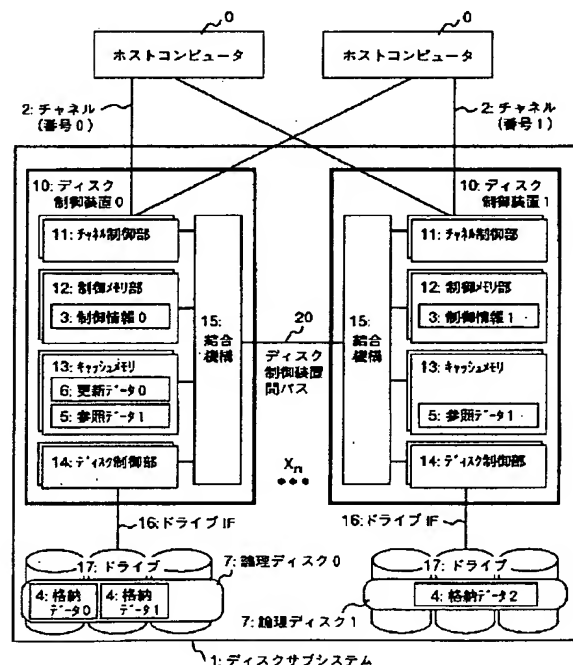 0
0
ホストコンピュータ
ホストコンピュータ
2: チャネル
(番号0)
2: チャネル
(番号1)
10: ディスク
制御装置0
10: ディスク
制御装置1
11: チャネル制御部
12: 制御メモリ部
3: 制御情報0
13: キャッシュメモリ
6: 更新データ0
5: 参照データ1
14: ディスク制御部
15:
結合
機構
20
ディスク
制御装置
間パス
Xn
15:
結合
機構
11: チャネル制御部
12: 制御メモリ部
3: 制御情報1
13: キャッシュメモリ
5: 参照データ1
14: ディスク制御部
16: ドライブIF
16: ドライブIF
17: ドライブ
7: 論理ディスク0
4: 格納
データ0
4: 格納
データ1
17: ドライブ
4: 格納データ2
7: 論理ディスク1
1: ディスクサブシステム